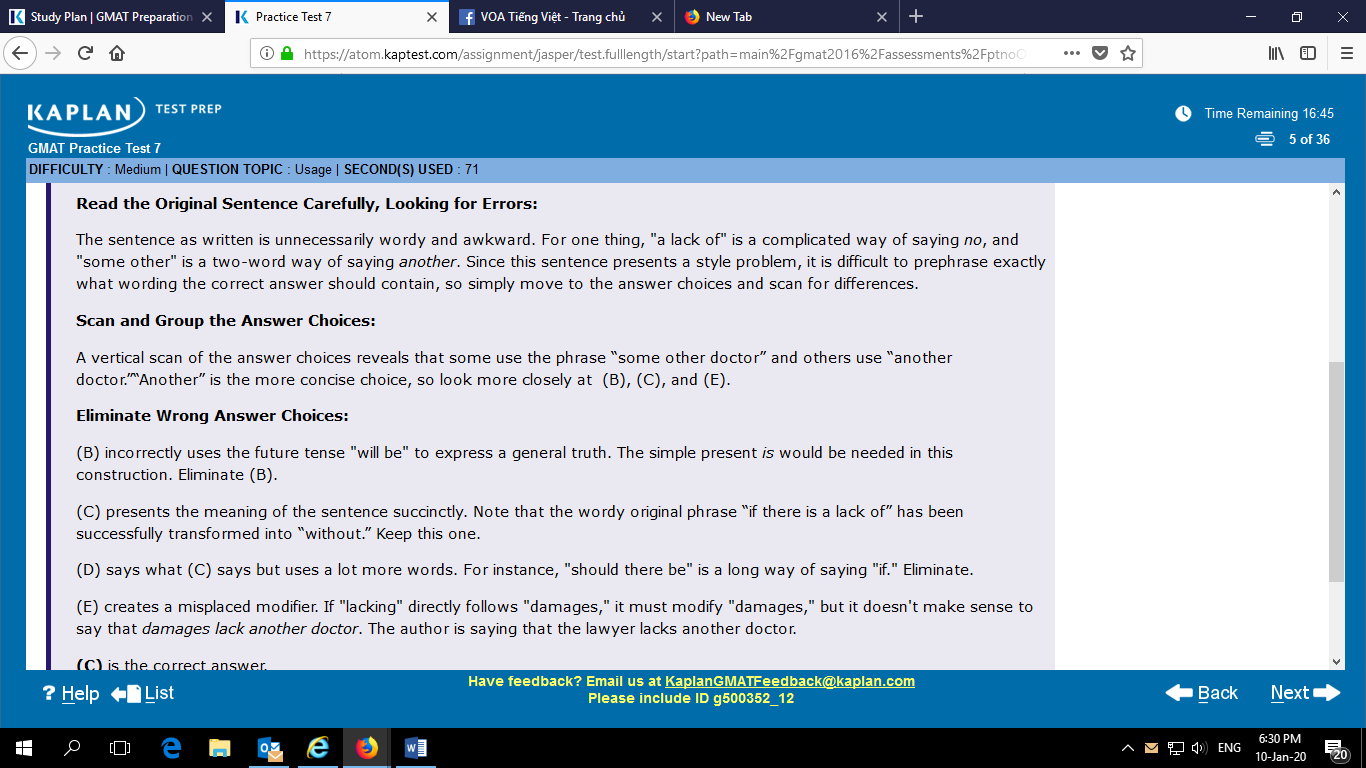 Study Plan | GMAT Preparation
Practice Test 7
VOA Tiếng Việt - Trang chủ
New Tab
https://atom.kaptest.com/assignment/jasper/test.fulllength/start?path=main%2Fgmat2016%2Fassessments%2Fptno
KAPLAN TEST PREP
Time Remaining 16:45
GMAT Practice Test 7
5 of 36
DIFFICULTY : Medium | QUESTION TOPIC : Usage | SECOND(S) USED : 71
Read the Original Sentence Carefully, Looking for Errors:
The sentence as written is unnecessarily wordy and awkward. For one thing, "a lack of" is a complicated way of saying no, and
"some other" is a two-word way of saying another. Since this sentence presents a style problem, it is difficult to prephrase exactly
what wording the correct answer should contain, so simply move to the answer choices and scan for differences.
Scan and Group the Answer Choices:
A vertical scan of the answer choices reveals that some use the phrase “some other doctor” and others use “another
doctor.”“Another” is the more concise choice, so look more closely at (B), (C), and (E).
Eliminate Wrong Answer Choices:
(B) incorrectly uses the future tense "will be" to express a general truth. The simple present is would be needed in this
construction. Eliminate (B).
(C) presents the meaning of the sentence succinctly. Note that the wordy original phrase “if there is a lack of” has been
successfully transformed into “without.” Keep this one.
(D) says what (C) says but uses a lot more words. For instance, "should there be" is a long way of saying "if." Eliminate.
(E) creates a misplaced modifier. If "lacking" directly follows "damages," it must modify "damages," but it doesn't make sense to
say that damages lack another doctor. The author is saying that the lawyer lacks another doctor.
(C) is the correct answer.
? Help
List
Have feedback? Email us at KaplanGMATFeedback@kaplan.com
Please include ID g500352_12
Back
Next
ENG
6:30 PM
10-Jan-20
20